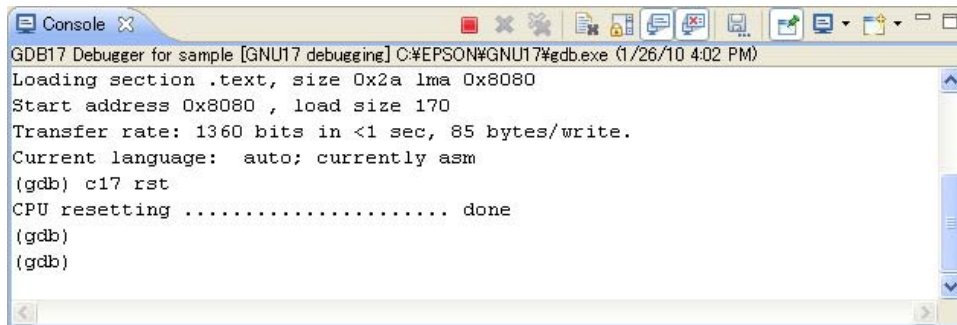 Console
GDB17 Debugger for sample [GNU17 debugging] C:¥EPSON¥GNU17¥gdb.exe (1/26/10 4:02 PM)
Loading section .text, size 0x2a lma 0x8080
Start address 0x8080 , load size 170
Transfer rate: 1360 bits in <1 sec, 85 bytes/write.
Current language:  auto; currently asm
(gdb) c17 rst
CPU resetting ...................... done
(gdb)
(gdb)